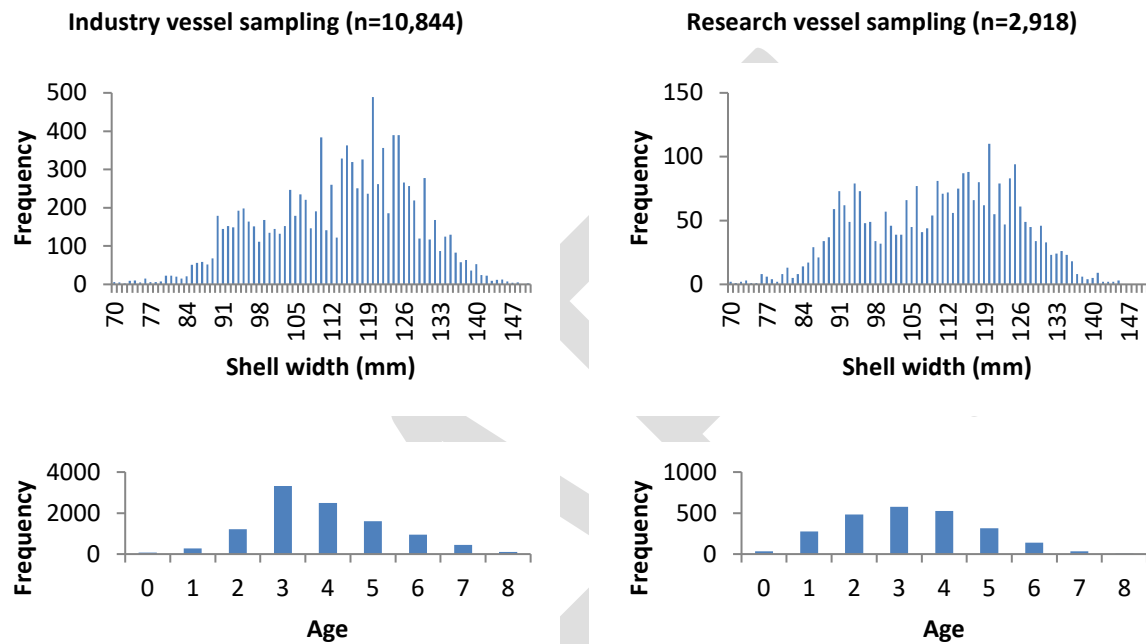 Industry vessel sampling (n=10,844)
500
400
300
200
100
0
Frequency
70 77 84 91 98 105 112 119 126 133 140 147
Shell width (mm)
Research vessel sampling (n=2,918)
150
100
50
0
Frequency
70 77 84 91 98 105 112 119 126 133 140 147
Shell width (mm)
4000
2000
0
Frequency
0 1 2 3 4 5 6 7 8
Age
1000
500
0
Frequency
0 1 2 3 4 5 6 7 8
Age